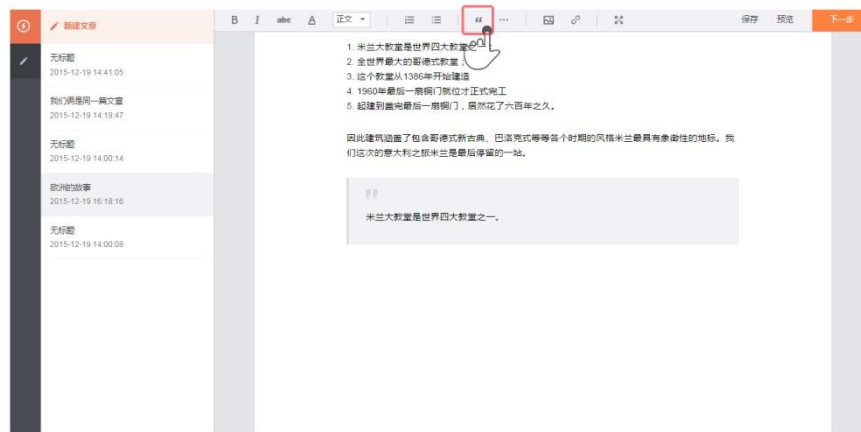 新建文章
B I abc A 正文 “ ...
保存 预览 下一步
无标题
2015-12-19 14:41:05
我们俩是同一篇文章
2015-12-19 14:19:47
无标题
2015-12-19 14:00:14
欧洲的故事
2015-12-19 16:18:16
无标题
2015-12-19 14:00:08
1. 米兰大教堂是世界四大教堂之一
2. 全世界最大的哥德式教堂；
3. 这个教堂从1386年开始建造
4. 1960年最后一扇铜门就位才正式完工
5. 起建到盖完最后一扇铜门，居然花了六百年之久。
因此建筑涵盖了包含哥德式新古典、巴洛克式等等各个时期的风格米兰最具有象徵性的地标。我
们这次的意大利之旅米兰是最后停留的一站。
米兰大教堂是世界四大教堂之一。